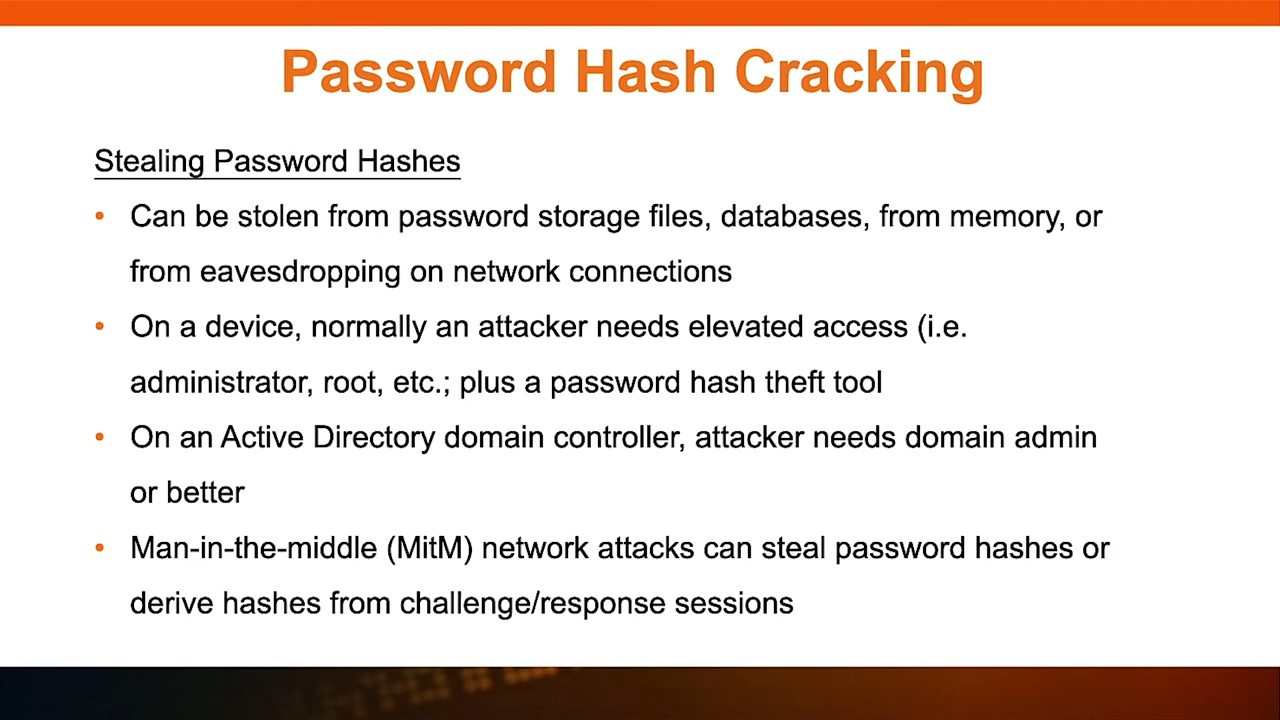 Password Hash Cracking
Stealing Password Hashes
• Can be stolen from password storage files, databases, from memory, or
from eavesdropping on network connections
• On a device, normally an attacker needs elevated access (i.e.
administrator, root, etc.; plus a password hash theft tool
• On an Active Directory domain controller, attacker needs domain admin
or better
• Man-in-the-middle (MitM) network attacks can steal password hashes or
derive hashes from challenge/response sessions